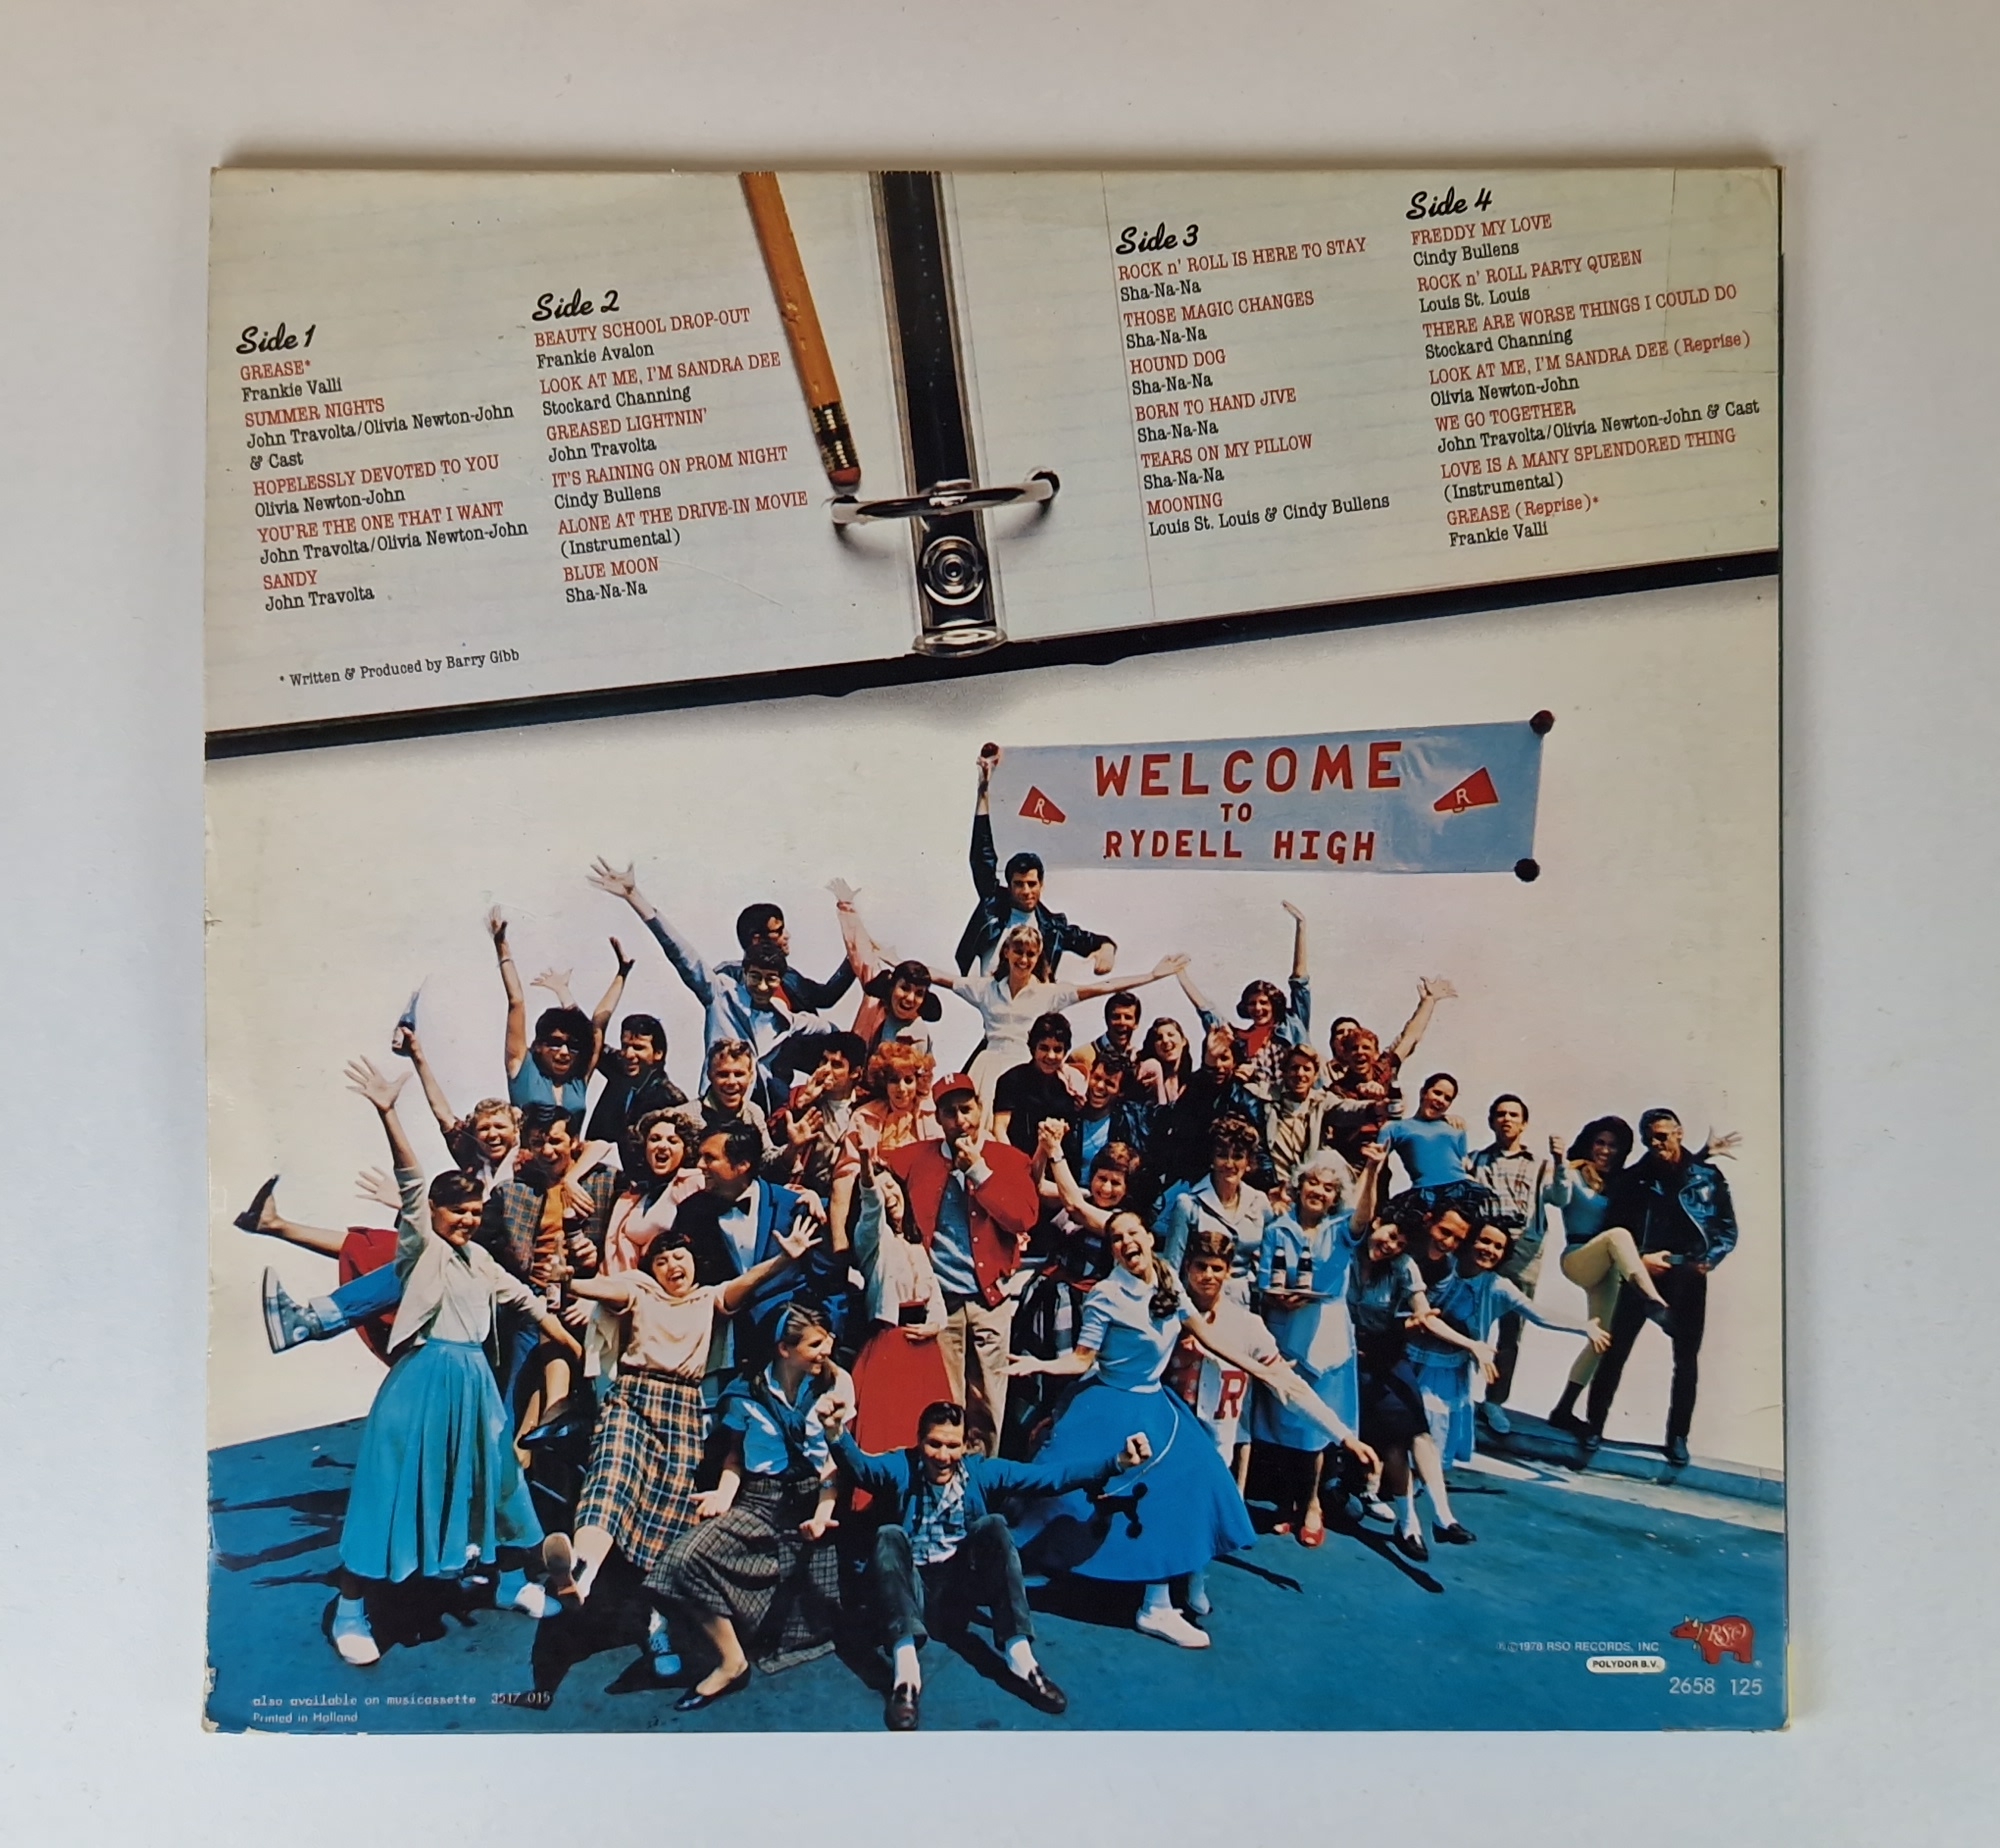 Side 1
GREASE*
Frankie Valli
SUMMER NIGHTS
John Travolta/Olivia Newton-John
& Cast
HOPELESSLY DEVOTED TO YOU
Olivia Newton-John
YOU'RE THE ONE THAT I WANT
John Travolta/Olivia Newton-John
SANDY
John Travolta
* Written & Produced by Barry Gibb
Side 2
BEAUTY SCHOOL DROP-OUT
Frankie Avalon
LOOK AT ME, I'M SANDRA DEE
Stockard Channing
GREASED LIGHTNIN'
John Travolta
IT'S RAINING ON PROM NIGHT
Cindy Bullens
ALONE AT THE DRIVE-IN MOVIE
(Instrumental)
BLUE MOON
Sha-Na-Na
Side 3
ROCK n' ROLL IS HERE TO STAY
Sha-Na-Na
THOSE MAGIC CHANGES
Sha-Na-Na
HOUND DOG
Sha-Na-Na
BORN TO HAND JIVE
Sha-Na-Na
TEARS ON MY PILLOW
Sha-Na-Na
MOONING
Louis St. Louis & Cindy Bullens
Side 4
FREDDY MY LOVE
Cindy Bullens
ROCK n' ROLL PARTY QUEEN
Louis St. Louis
THERE ARE WORSE THINGS I COULD DO
Stockard Channing
LOOK AT ME, I'M SANDRA DEE (Reprise)
Olivia Newton-John
WE GO TOGETHER
John Travolta/Olivia Newton-John & Cast
LOVE IS A MANY SPLENDORED THING
(Instrumental)
GREASE (Reprise)*
Frankie Valli
R WELCOME R
TO
RYDELL HIGH
R
R
RSO
℗©1978 RSO RECORDS, INC
POLYDOR B.V.
2658 125
also available on musicassette 3517 015
Printed in Holland